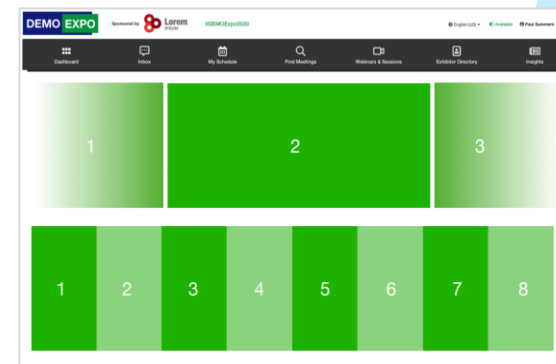 DEMO EXPO
Sponsored by
Lorem
IPSUM
#DEMOExpo2020
English (US)
Available
Paul Summers
Dashboard
Inbox
My Schedule
Find Meetings
Webinars & Sessions
Exhibitor Directory
Insights
1
2
3
1
2
3
4
5
6
7
8